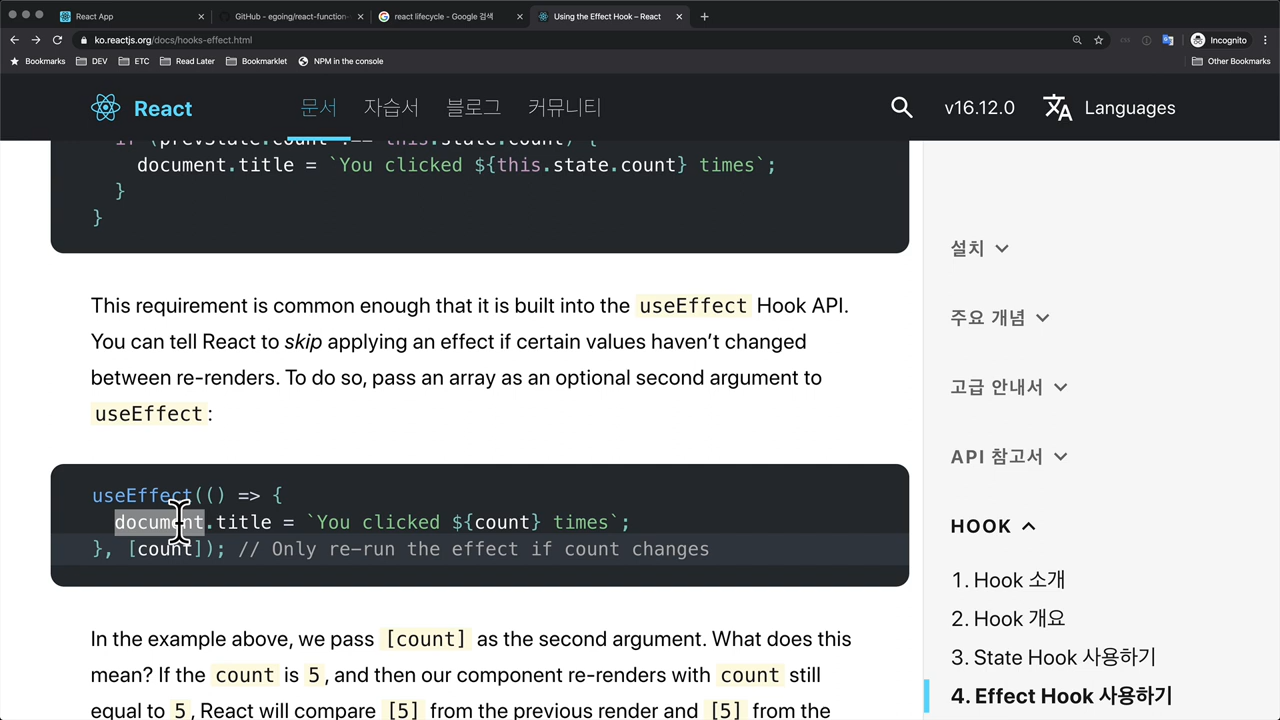 React App
GitHub - egoing/react-function-
react lifecycle - Google 검색
Using the Effect Hook – React
ko.reactjs.org/docs/hooks-effect.html
Incognito
Bookmarks
DEV
ETC
Read Later
Bookmarklet
NPM in the console
Other Bookmarks
React
문서
자습서
블로그
커뮤니티
v16.12.0
Languages
if (prevState.count !== this.state.count) {
document.title = `You clicked ${this.state.count} times`;
}
}
This requirement is common enough that it is built into the useEffect Hook API.
You can tell React to skip applying an effect if certain values haven’t changed
between re-renders. To do so, pass an array as an optional second argument to
useEffect:
useEffect(() => {
document.title = `You clicked ${count} times`;
}, [count]); // Only re-run the effect if count changes
In the example above, we pass [count] as the second argument. What does this
mean? If the count is 5, and then our component re-renders with count still
equal to 5, React will compare [5] from the previous render and [5] from the
설치
주요 개념
고급 안내서
API 참고서
HOOK
1. Hook 소개
2. Hook 개요
3. State Hook 사용하기
4. Effect Hook 사용하기